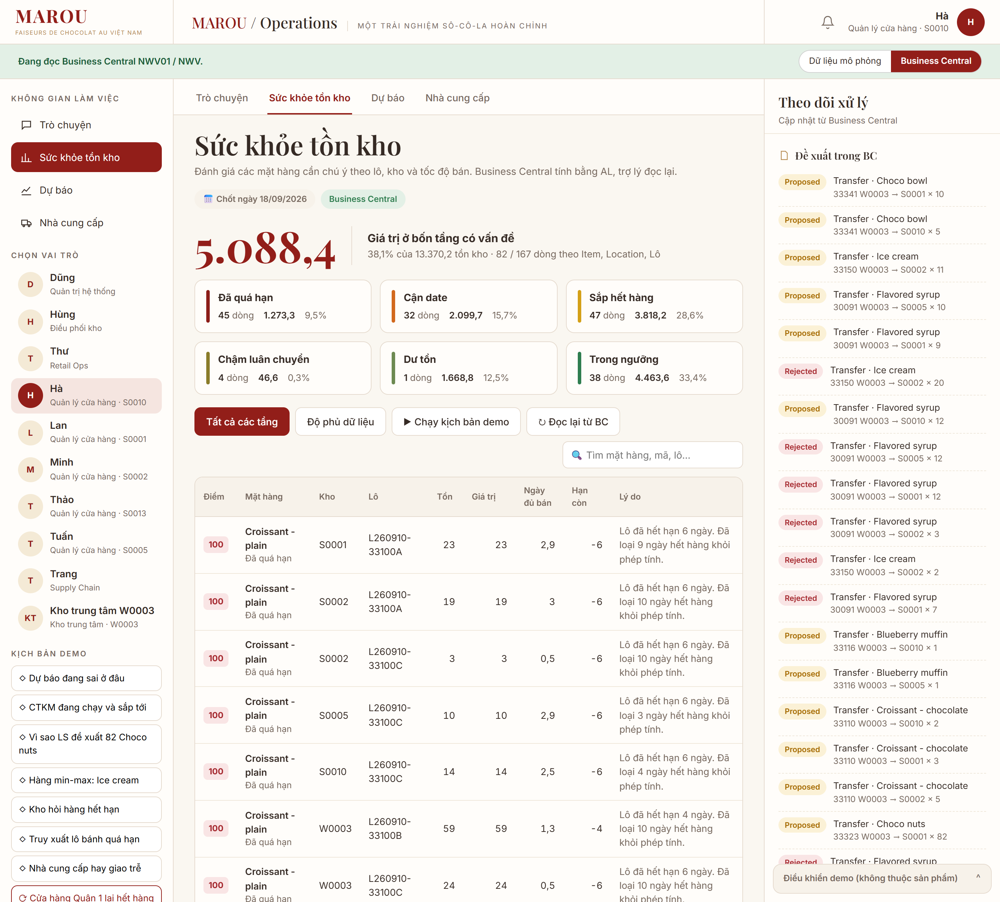 MAROU
FAISEURS DE CHOCOLAT AU VIỆT NAM
MAROU / Operations
MỘT TRẢI NGHIỆM SÔ-CÔ-LA HOÀN CHỈNH
Hà
Quản lý cửa hàng · S0010
H
Đang đọc Business Central NWV01 / NWV.
Dữ liệu mô phỏng
Business Central
KHÔNG GIAN LÀM VIỆC
Trò chuyện
Sức khỏe tồn kho
Dự báo
Nhà cung cấp
CHỌN VAI TRÒ
D
Dũng
Quản trị hệ thống
H
Hùng
Điều phối kho
T
Thư
Retail Ops
H
Hà
Quản lý cửa hàng · S0010
L
Lan
Quản lý cửa hàng · S0001
M
Minh
Quản lý cửa hàng · S0002
T
Thảo
Quản lý cửa hàng · S0013
T
Tuấn
Quản lý cửa hàng · S0005
T
Trang
Supply Chain
KT
Kho trung tâm W0003
Kho trung tâm · W0003
KỊCH BẢN DEMO
◇ Dự báo đang sai ở đâu
◇ CTKM đang chạy và sắp tới
◇ Vì sao LS đề xuất 82 Choco
nuts
◇ Hàng min-max: Ice cream
◇ Kho hỏi hàng hết hạn
◇ Truy xuất lô bánh quá hạn
◇ Nhà cung cấp hay giao trễ
Cửa hàng Quận 1 lại hết hàng
Trò chuyện
Sức khỏe tồn kho
Dự báo
Nhà cung cấp
Sức khỏe tồn kho
Đánh giá các mặt hàng cần chú ý theo lô, kho và tốc độ bán. Business Central tính bằng AL, trợ lý đọc lại.
Chốt ngày 18/09/2026
Business Central
5.088,4
Giá trị ở bốn tầng có vấn đề
38,1% của 13.370,2 tồn kho · 82 / 167 dòng theo Item, Location, Lô
Đã quá hạn
45 dòng 1.273,3 9,5%
Cận date
32 dòng 2.099,7 15,7%
Sắp hết hàng
47 dòng 3.818,2 28,6%
Chậm luân chuyển
4 dòng 46,6 0,3%
Dư tồn
1 dòng 1.668,8 12,5%
Trong ngưỡng
38 dòng 4.463,6 33,4%
Tất cả các tầng
Độ phủ dữ liệu
▶ Chạy kịch bản demo
↻ Đọc lại từ BC
Tìm mặt hàng, mã, lô...
Điểm Mặt hàng Kho Lô Tồn Giá trị Ngày Hạn Lý do
đủ bán còn
Croissant - Lô đã hết hạn 6 ngày. Đã
100 plain S0001 L260910- 23 23 2,9 -6 loại 9 ngày hết hàng khỏi
Đã quá hạn 33100A phép tính.
Croissant - Lô đã hết hạn 6 ngày. Đã
100 plain S0002 L260910- 19 19 3 -6 loại 10 ngày hết hàng
Đã quá hạn 33100A khỏi phép tính.
Croissant - Lô đã hết hạn 6 ngày. Đã
100 plain S0002 L260910- 3 3 0,5 -6 loại 10 ngày hết hàng
Đã quá hạn 33100C khỏi phép tính.
Croissant - Lô đã hết hạn 6 ngày. Đã
100 plain S0005 L260910- 10 10 2,9 -6 loại 3 ngày hết hàng khỏi
Đã quá hạn 33100C phép tính.
Croissant - Lô đã hết hạn 6 ngày. Đã
100 plain S0010 L260910- 14 14 2,5 -6 loại 4 ngày hết hàng khỏi
Đã quá hạn 33100C phép tính.
Croissant - Lô đã hết hạn 4 ngày. Đã
100 plain W0003 L260910- 59 59 1,3 -4 loại 10 ngày hết hàng
Đã quá hạn 33100B khỏi phép tính.
Croissant - Lô đã hết hạn 6 ngày. Đã
100 plain W0003 L260910- 24 24 0,5 -6 loại 10 ngày hết hàng
Đã quá hạn 33100C khỏi phép tính.
Theo dõi xử lý
Cập nhật từ Business Central
Đề xuất trong BC
Proposed Transfer · Choco bowl
33341 W0003 → S0001 × 10
Proposed Transfer · Choco bowl
33341 W0003 → S0010 × 5
Proposed Transfer · Ice cream
33150 W0003 → S0002 × 11
Proposed Transfer · Flavored syrup
30091 W0003 → S0005 × 10
Proposed Transfer · Flavored syrup
30091 W0003 → S0001 × 9
Rejected Transfer · Ice cream
33150 W0003 → S0002 × 20
Proposed Transfer · Flavored syrup
30091 W0003 → S0010 × 12
Rejected Transfer · Flavored syrup
30091 W0003 → S0005 × 12
Rejected Transfer · Flavored syrup
30091 W0003 → S0001 × 12
Rejected Transfer · Flavored syrup
30091 W0003 → S0002 × 3
Rejected Transfer · Ice cream
33150 W0003 → S0002 × 2
Rejected Transfer · Flavored syrup
30091 W0003 → S0001 × 7
Proposed Transfer · Blueberry muffin
33116 W0003 → S0010 × 1
Proposed Transfer · Blueberry muffin
33116 W0003 → S0005 × 1
Proposed Transfer · Croissant - chocolate
33110 W0003 → S0010 × 2
Proposed Transfer · Croissant - chocolate
33110 W0003 → S0001 × 3
Proposed Transfer · Croissant - chocolate
33110 W0003 → S0002 × 5
Proposed Transfer · Choco nuts
33323 W0003 → S0001 × 82
Rejected Transfer · Flavored syrup
Điều khiển demo (không thuộc sản phẩm) ^